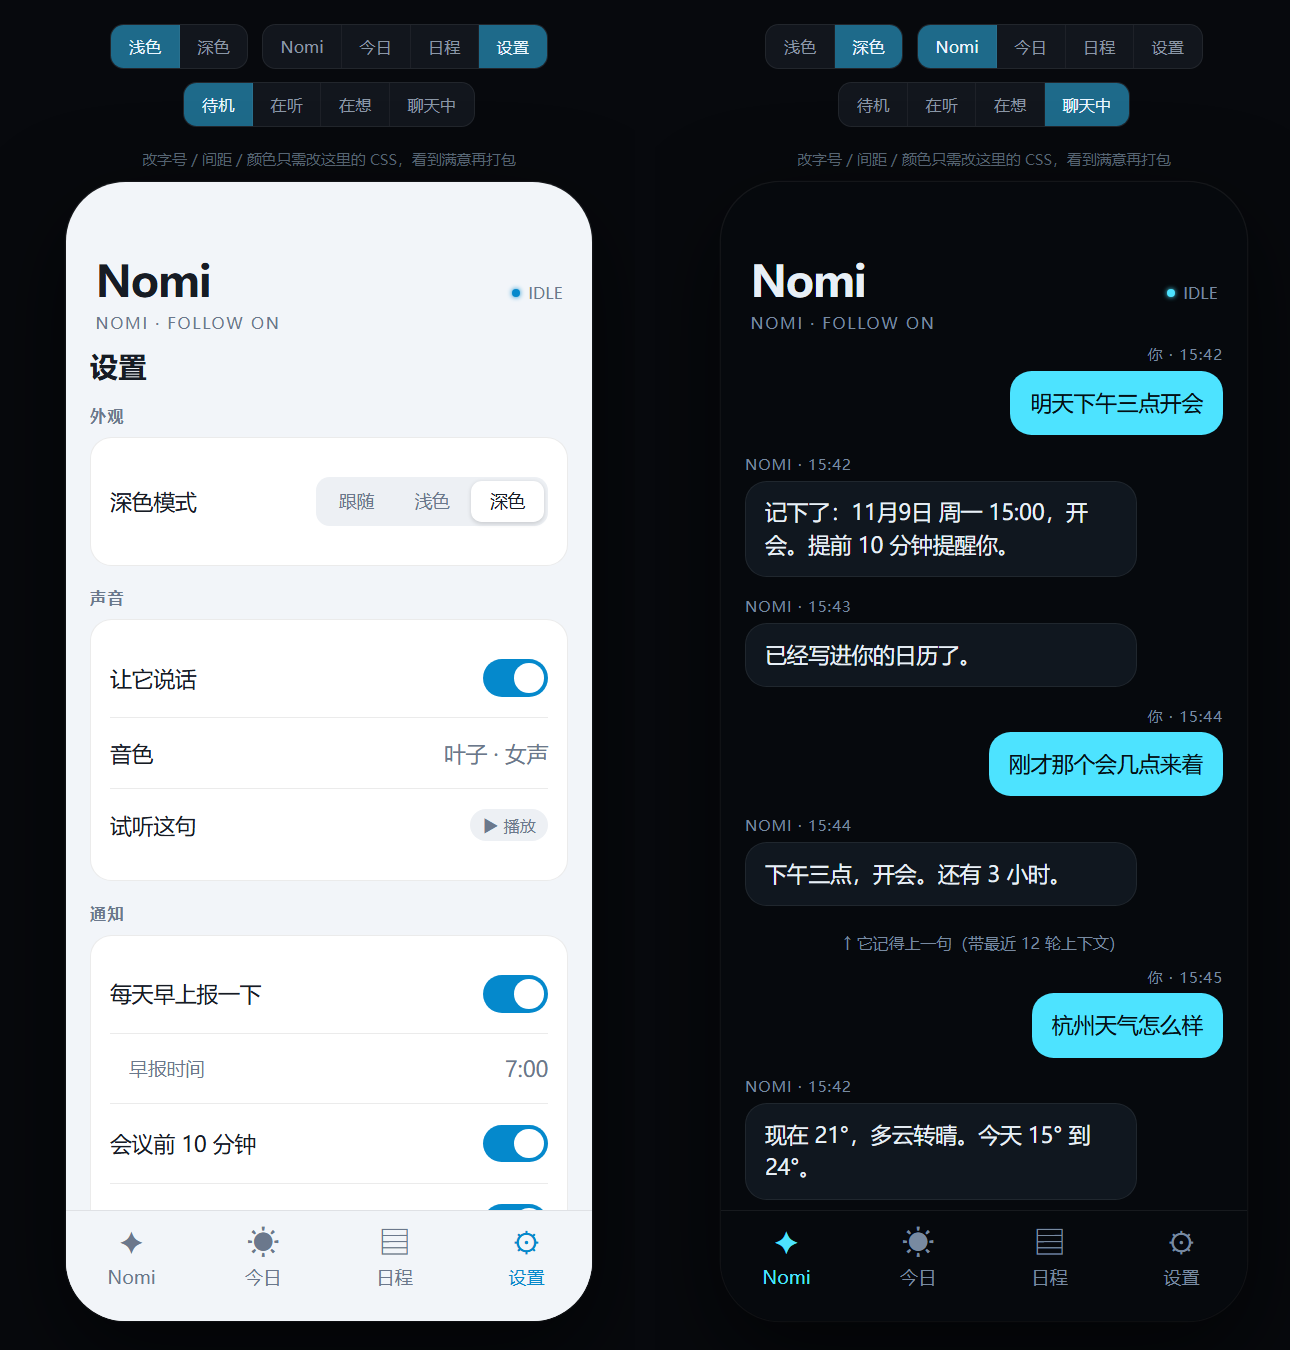 浅色 深色 Nomi 今日 日程 设置
待机 在听 在想 聊天中
改字号 / 间距 / 颜色只需改这里的 CSS，看到满意再打包
Nomi
IDLE
NOMI · FOLLOW ON
设置
外观
深色模式 跟随 浅色 深色
声音
让它说话
音色 叶子 · 女声
试听这句 ▶ 播放
通知
每天早上报一下
早报时间 7:00
会议前 10 分钟
Nomi 今日 日程 设置
浅色 深色 Nomi 今日 日程 设置
待机 在听 在想 聊天中
改字号 / 间距 / 颜色只需改这里的 CSS，看到满意再打包
Nomi
IDLE
NOMI · FOLLOW ON
你 · 15:42
明天下午三点开会
NOMI · 15:42
记下了：11月9日 周一 15:00，开
会。提前 10 分钟提醒你。
NOMI · 15:43
已经写进你的日历了。
你 · 15:44
刚才那个会几点来着
NOMI · 15:44
下午三点，开会。还有 3 小时。
↑ 它记得上一句（带最近 12 轮上下文）
你 · 15:45
杭州天气怎么样
NOMI · 15:42
现在 21°，多云转晴。今天 15° 到
24°。
Nomi 今日 日程 设置